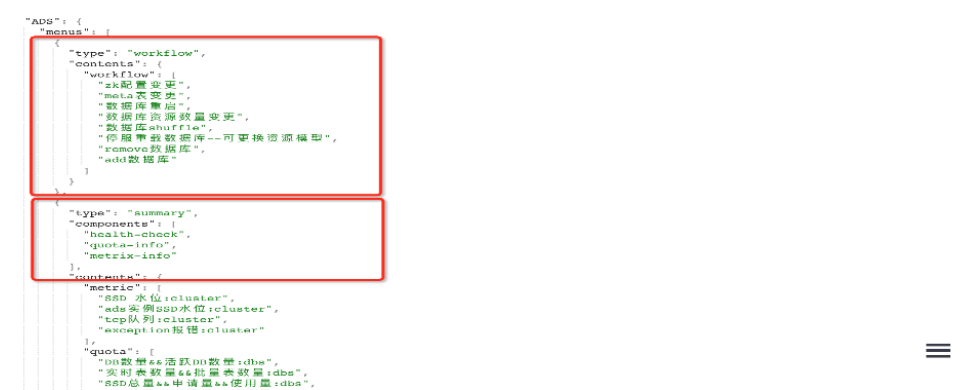 "ADS": {
"menus": [
{
"type": "workflow",
"contents": {
"workflow": [
"zk配置变更",
"meta表变更",
"数据库重启",
"数据库资源数量变更",
"数据库shuffle",
"停服重载数据库--可更换资源模型",
"remove数据库",
"add数据库"
]
}
},
{
"type": "summary",
"components": [
"health-check",
"quota-info",
"metrix-info"
],
"contents": {
"metric": [
"SSD 水位:cluster",
"ads实例SSD水位:cluster",
"tcp队列:cluster",
"exception报错:cluster"
],
"quota": [
"DB数量&&活跃DB数量:dbs",
"实时表数量&&批量表数量:dbs",
"SSD总量&&申请量&&使用量:dbs",